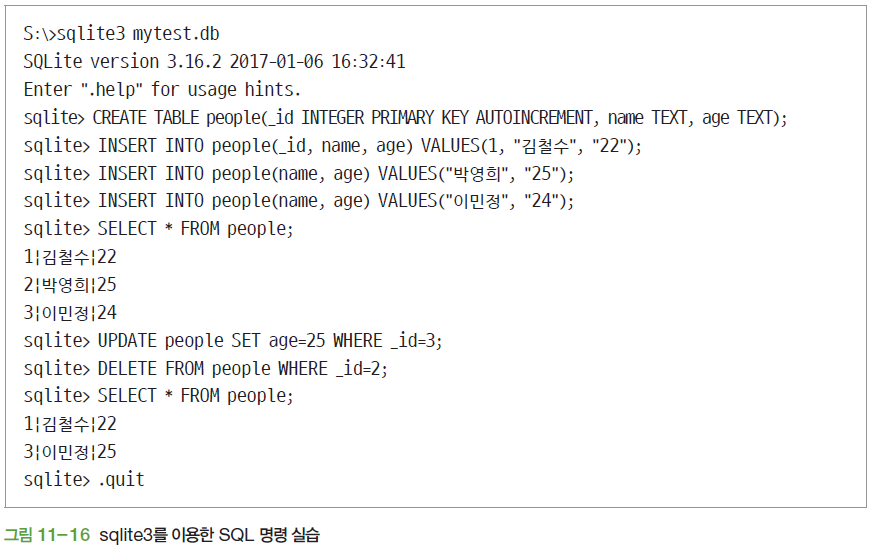 S:\>sqlite3 mytest.db
SQLite version 3.16.2 2017-01-06 16:32:41
Enter ".help" for usage hints.
sqlite> CREATE TABLE people(_id INTEGER PRIMARY KEY AUTOINCREMENT, name TEXT, age TEXT);
sqlite> INSERT INTO people(_id, name, age) VALUES(1, "김철수", "22");
sqlite> INSERT INTO people(name, age) VALUES("박영희", "25");
sqlite> INSERT INTO people(name, age) VALUES("이민정", "24");
sqlite> SELECT * FROM people;
1|김철수|22
2|박영희|25
3|이민정|24
sqlite> UPDATE people SET age=25 WHERE _id=3;
sqlite> DELETE FROM people WHERE _id=2;
sqlite> SELECT * FROM people;
1|김철수|22
3|이민정|25
sqlite> .quit
그림 11-16 sqlite3를 이용한 SQL 명령 실습